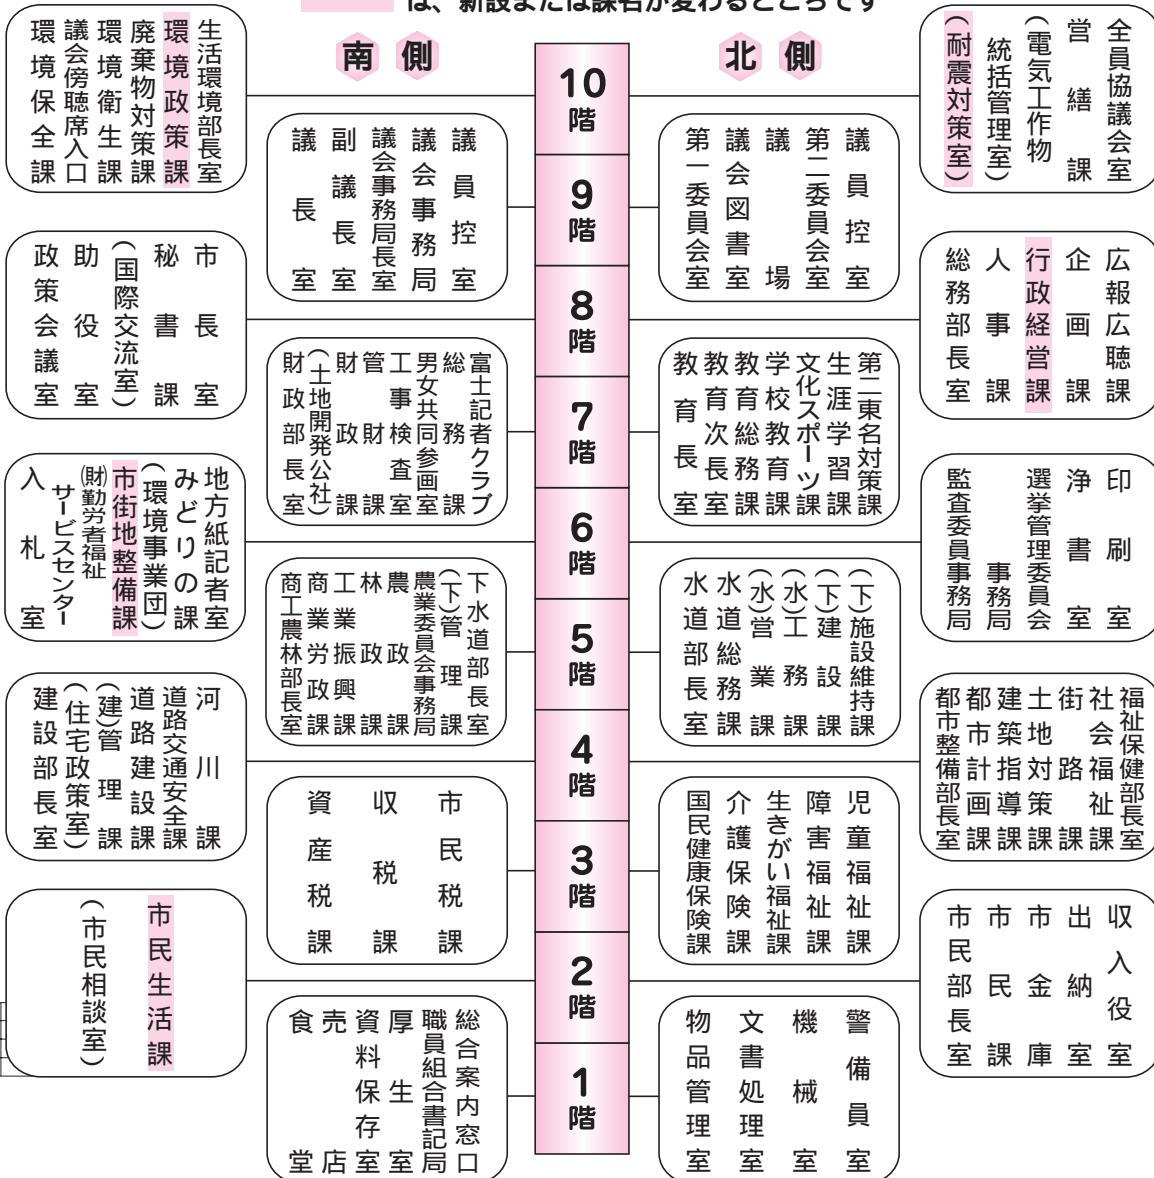 は、新設または課名が変わるところです
南側
北側
10階
生活環境部長室
環境政策課
廃棄物対策課
環境衛生課
議会傍聴席入口
環境保全課
全員協議会室
営繕課
(電気工作物
統括管理室)
(耐震対策室)
9階
議員控室
議会事務局
議会事務局長室
副議長室
議長室
議員控室
第二委員会室
議場
議会図書室
第一委員会室
8階
市長室
秘書課
(国際交流室)
助役室
政策会議室
広報広聴課
企画課
行政経営課
人事課
総務部長室
7階
富士記者クラブ
総務課
男女共同参画室
工事検査室
管財課
財政課
(土地開発公社)
財政部長室
第二東名対策課
生涯学習課
文化スポーツ課
学校教育課
教育総務課
教育次長室
教育長室
6階
地方紙記者室
みどりの課
(環境事業団)
市街地整備課
(財)勤労者福祉
サービスセンター
入札室
印刷室
浄書室
選挙管理委員会
事務局
監査委員事務局
5階
下水道部長室
(下)管理課
農業委員会事務局
農政課
林政課
工業振興課
商業労政課
商工農林部長室
(下)施設維持課
(下)建設課
(水)工務課
(水)営業課
水道総務課
水道部長室
4階
河川課
道路交通安全課
道路建設課
(建)管理課
(住宅政策室)
建設部長室
福祉保健部長室
社会福祉課
街路課
土地対策課
建築指導課
都市計画課
都市整備部長室
3階
市民税課
収税課
資産税課
児童福祉課
障害福祉課
生きがい福祉課
介護保険課
国民健康保険課
2階
市民生活課
(市民相談室)
収入役室
出納室
市金庫
市民課
市民部長室
1階
総合案内窓口
職員組合書記局
厚生室
資料保存室
売店
食堂
警備員室
機械室
文書処理室
物品管理室